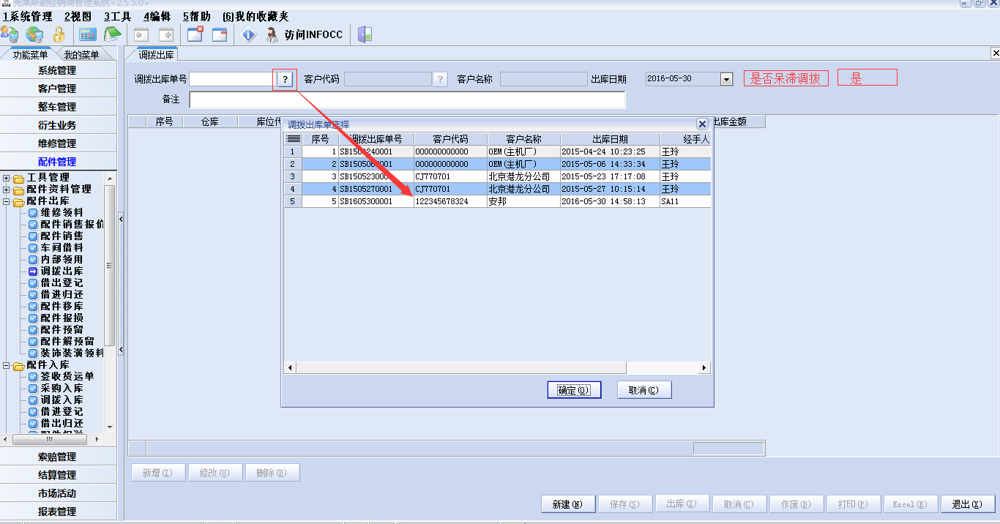 克莱斯勒经销商管理系统<2.5.5.0>
1系统管理 2视图 3工具 4编辑 5帮助 [6]我的收藏夹
访问INFOCC
功能菜单 我的菜单
系统管理
客户管理
整车管理
衍生业务
维修管理
配件管理
工具管理
配件资料管理
配件出库
维修领料
配件销售报价
配件销售
车间借料
内部领用
调拨出库
借出登记
借进归还
配件移库
配件报损
配件预留
配件解预留
装饰装潢领料
配件入库
签收货运单
采购入库
调拨入库
借进登记
借出归还
索赔管理
结算管理
市场活动
报表管理
调拨出库
调拨出库单号 ? 客户代码 ? 客户名称 出库日期 2016-05-30 是否呆滞调拨 是
备注
序号 仓库 库位代 出库金额
调拨出库单选择
序号 调拨出库单号 客户代码 客户名称 出库日期 经手人
1 1 SB1504240001 000000000000 OEM(主机厂) 2015-04-24 10:23:25 王玲
2 2 SB1505060001 000000000000 OEM(主机厂) 2015-05-06 14:33:34 王玲
3 3 SB1505230001 CJ770701 北京港龙分公司 2015-05-23 17:17:08 王玲
4 4 SB1505270001 CJ770701 北京港龙分公司 2015-05-27 10:15:14 王玲
5 5 SB1605300001 122345678324 安邦 2016-05-30 14:58:13 SA11
确定(O) 取消(C)
新增(I) 修改(U) 删除(D)
新建(N) 保存(S) 出库(Z) 取消(C) 作废(B) 打印(P) Excel(E) 退出(X)